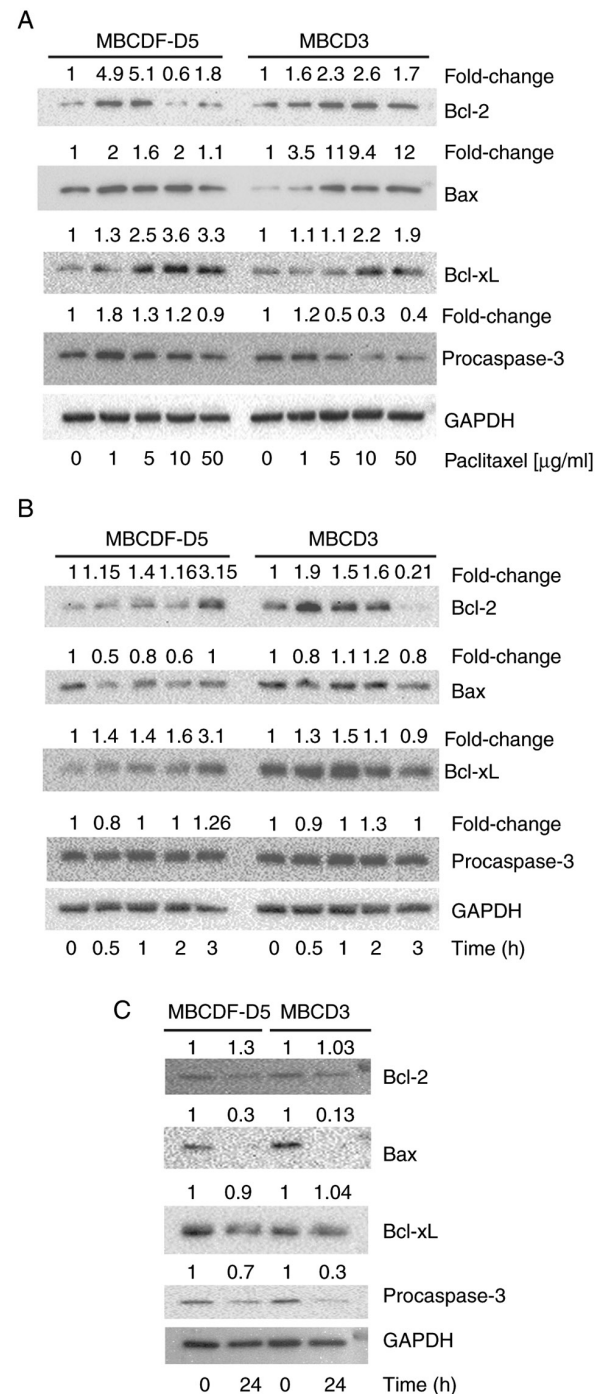 A
MBCDF-D5 MBCD3
1 4.9 5.1 0.6 1.8 1 1.6 2.3 2.6 1.7 Fold-change
Bcl-2
1 2 1.6 2 1.1 1 3.5 11 9.4 12 Fold-change
Bax
1 1.3 2.5 3.6 3.3 1 1.1 1.1 2.2 1.9
Bcl-xL
1 1.8 1.3 1.2 0.9 1 1.2 0.5 0.3 0.4 Fold-change
Procaspase-3
GAPDH
0 1 5 10 50 0 1 5 10 50 Paclitaxel [μg/ml]
B
MBCDF-D5 MBCD3
1 1.15 1.4 1.16 3.15 1 1.9 1.5 1.6 0.21 Fold-change
Bcl-2
1 0.5 0.8 0.6 1 1 0.8 1.1 1.2 0.8 Fold-change
Bax
1 1.4 1.4 1.6 3.1 1 1.3 1.5 1.1 0.9 Fold-change
Bcl-xL
1 0.8 1 1 1.26 1 0.9 1 1.3 1 Fold-change
Procaspase-3
GAPDH
0 0.5 1 2 3 0 0.5 1 2 3 Time (h)
C
MBCDF-D5 MBCD3
1 1.3 1 1.03
Bcl-2
1 0.3 1 0.13
Bax
1 0.9 1 1.04
Bcl-xL
1 0.7 1 0.3
Procaspase-3
GAPDH
0 24 0 24 Time (h)